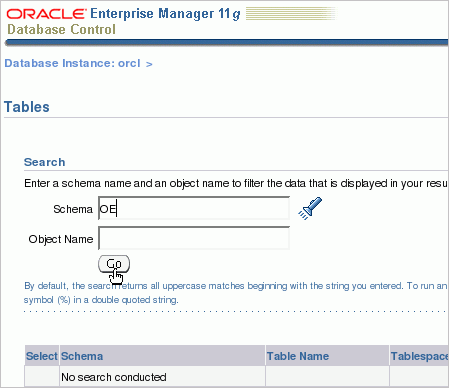 ORACLE Enterprise Manager 11g
Database Control
Database Instance: orcl >
Tables
Search
Enter a schema name and an object name to filter the data that is displayed in your resu
Schema OE
Object Name
Go
By default, the search returns all uppercase matches beginning with the string you entered. To run an
symbol (%) in a double quoted string.
Select Schema Table Name Tablespace
No search conducted